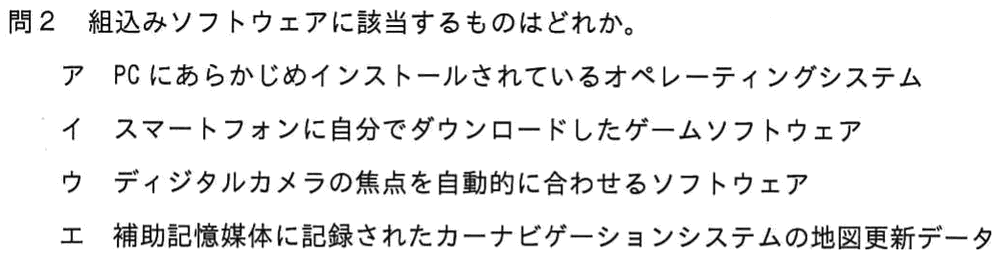 問2 組込みソフトウェアに該当するものはどれか。
ア PCにあらかじめインストールされているオペレーティングシステム
イ スマートフォンに自分でダウンロードしたゲームソフトウェア
ウ ディジタルカメラの焦点を自動的に合わせるソフトウェア
エ 補助記憶媒体に記録されたカーナビゲーションシステムの地図更新データ